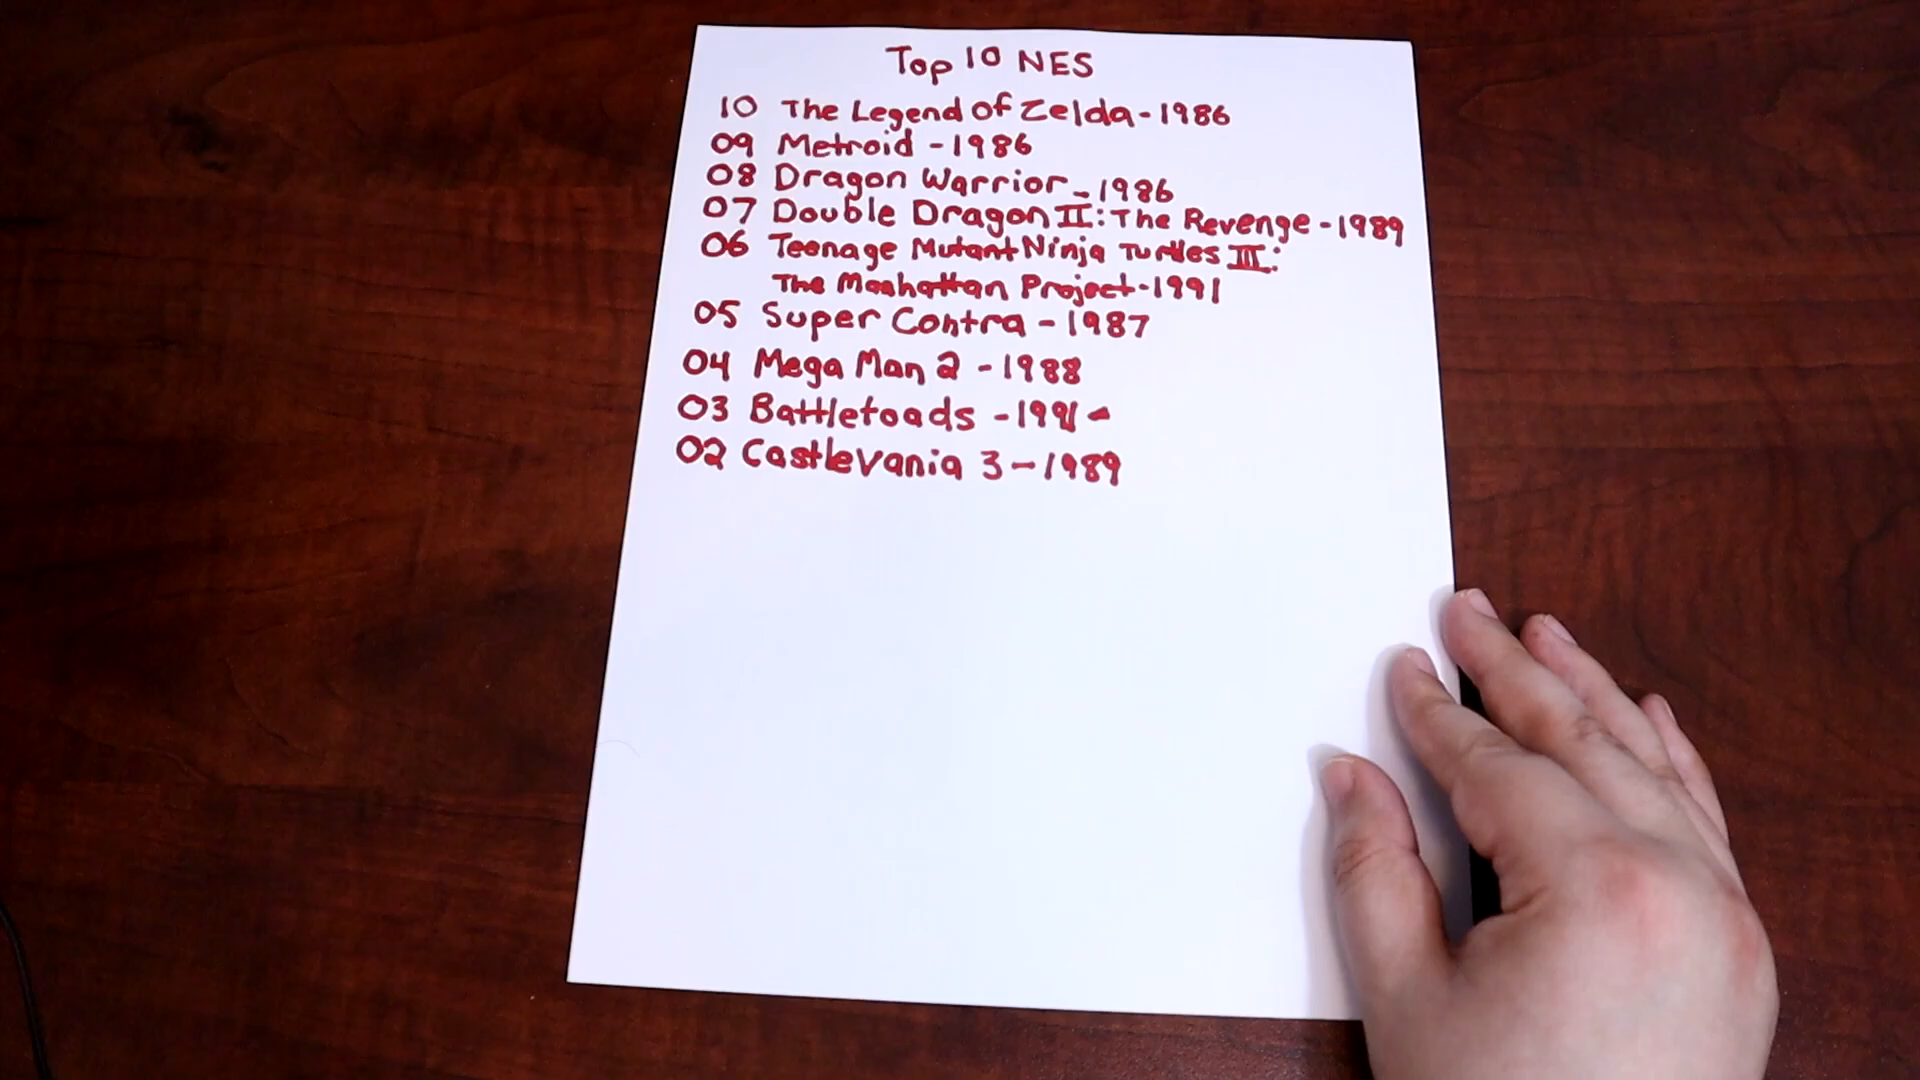 Top 10 NES
10 The Legend of Zelda - 1986
09 Metroid - 1986
08 Dragon Warrior - 1986
07 Double Dragon II: The Revenge - 1989
06 Teenage Mutant Ninja Turtles III:
The Manhattan Project - 1991
05 Super Contra - 1987
04 Mega Man 2 - 1988
03 Battletoads - 1991 -
02 Castlevania 3 - 1989